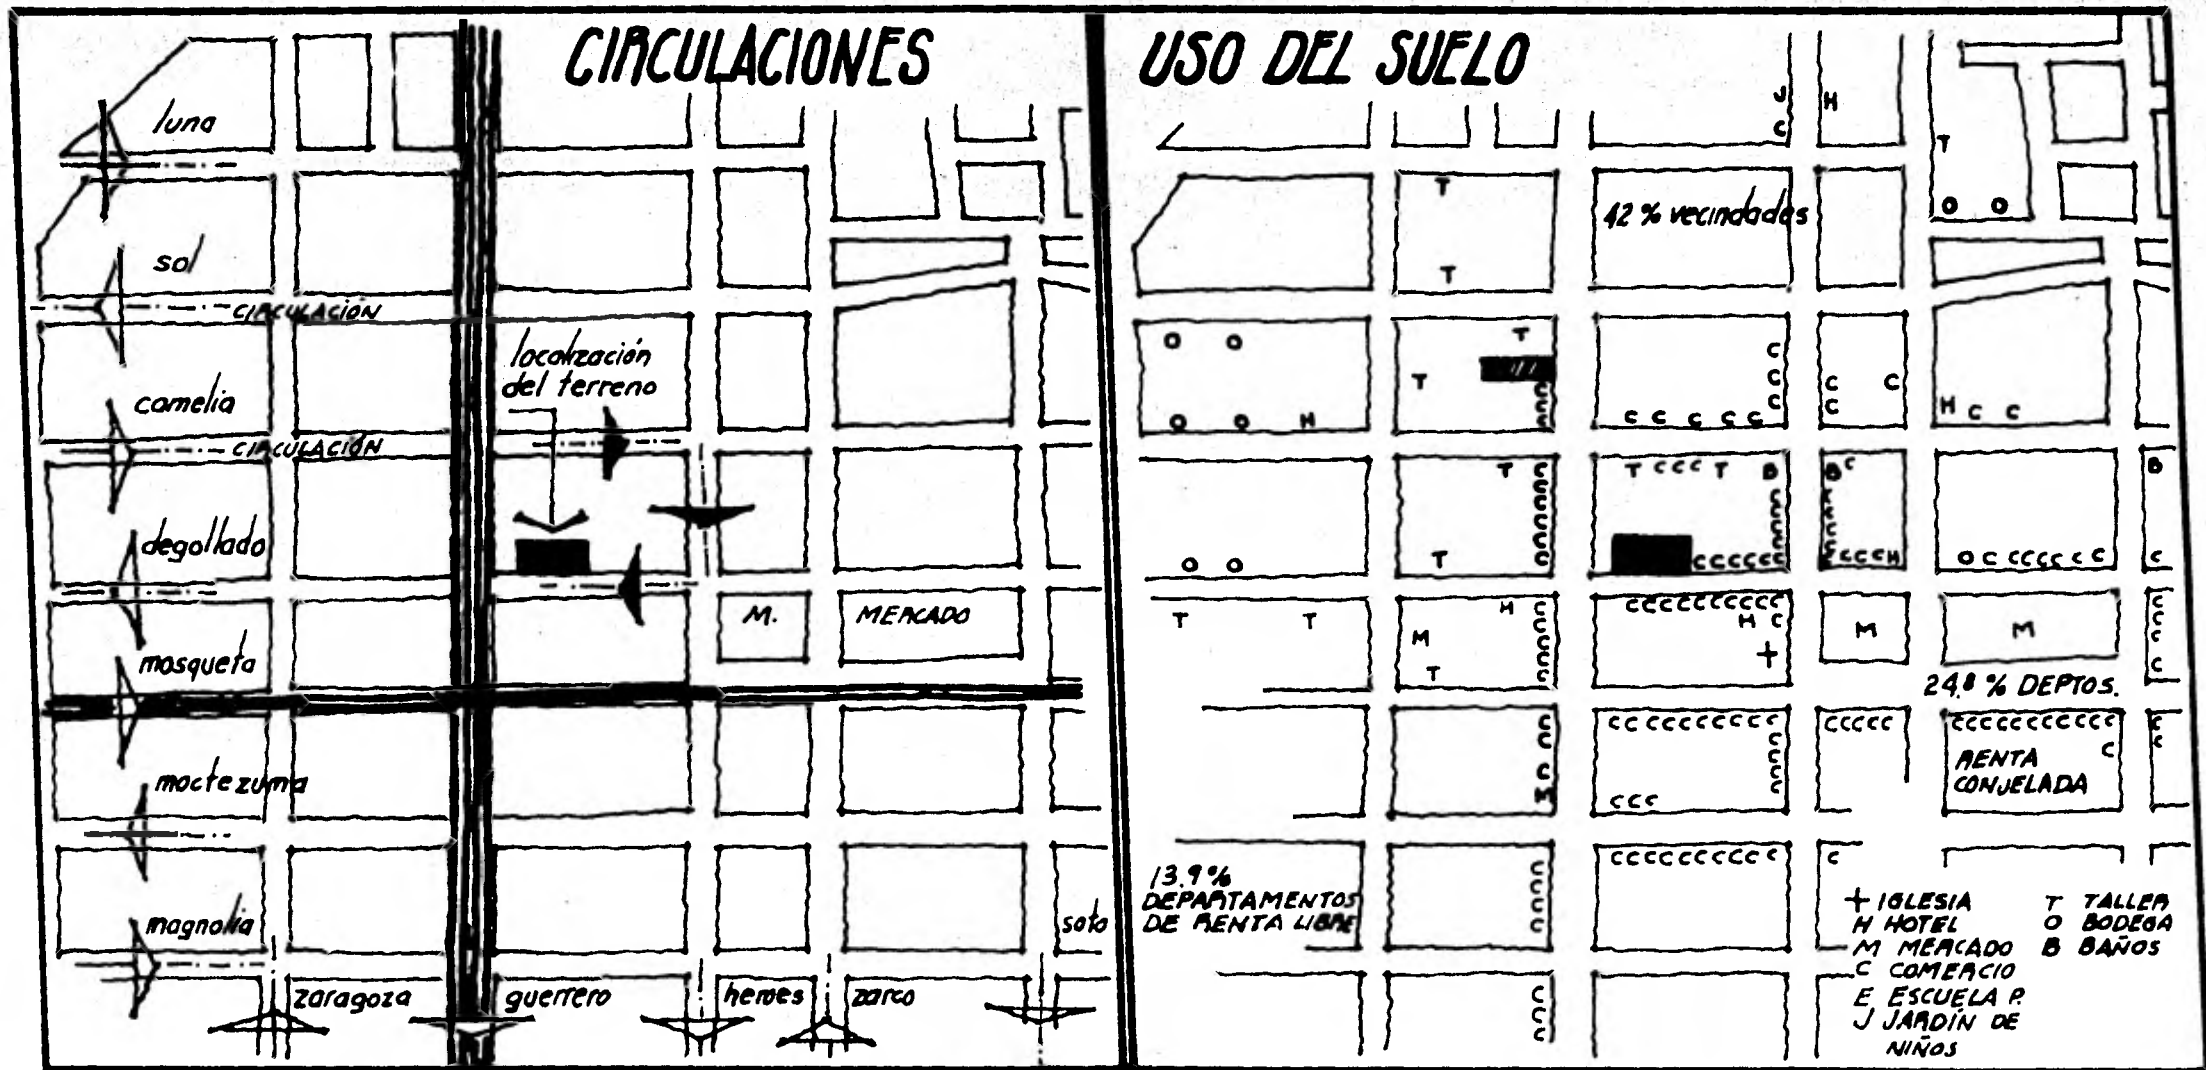 CIRCULACIONES
luna
sol
CIRCULACIÓN
camelia
CIRCULACIÓN
localización
del terreno
degollado
M.
MERCADO
mosqueta
moctezuma
magnolia
soto
zaragoza
guerrero
heroes
zarco
USO DEL SUELO
J
H
C
T
T
42 % vecindades
O O
T
O O
T
C
T
C
C
C
C
C
C
C
C
C
C
O O H
C C C C C
H C C
T
T C C C T
B
B C
B
C C C C C C C
C C C C C
O O
T
C C C C C C
C C C C H
O C C C C C C C
C
T
T
H
C C C C C C
C C C C C C C C C C
H C
M
M
M
T
C C C C
24.8 % DEPTOS.
C C C C
C C C C C C C C C C
C C C C C
C C C C C C C C C C C
C
C C
C C C C
RENTA
CONJELADA
C C C
C C C C C C C C C C
C
13.9 %
DEPARTAMENTOS
DE RENTA LIBRE
C C C C C
C C C
+ IGLESIA T TALLER
H HOTEL O BODEGA
M MERCADO B BAÑOS
C COMERCIO
E ESCUELA P.
J JARDÍN DE
NIÑOS